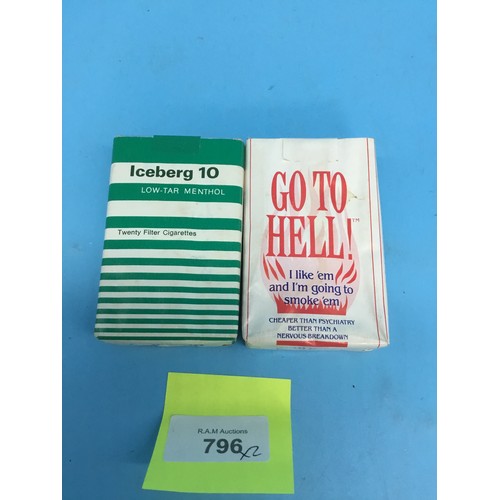 Iceberg 10
LOW-TAR MENTHOL
Twenty Filter Cigarettes
GO TO
HELL!™
I like 'em
and I'm going to
smoke 'em
CHEAPER THAN PSYCHIATRY
BETTER THAN A
NERVOUS BREAKDOWN
R.A.M Auctions
796 x2